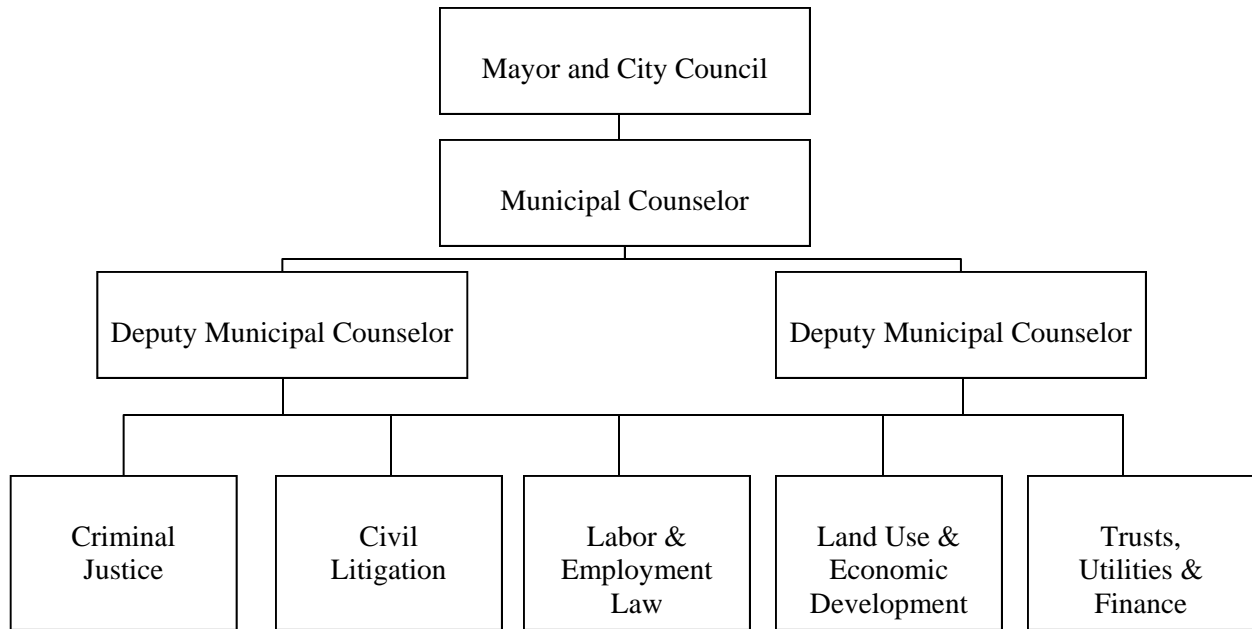 Mayor and City Council
Municipal Counselor
Deputy Municipal Counselor
Deputy Municipal Counselor
Criminal
Justice
Civil
Litigation
Labor &
Employment
Law
Land Use &
Economic
Development
Trusts,
Utilities &
Finance